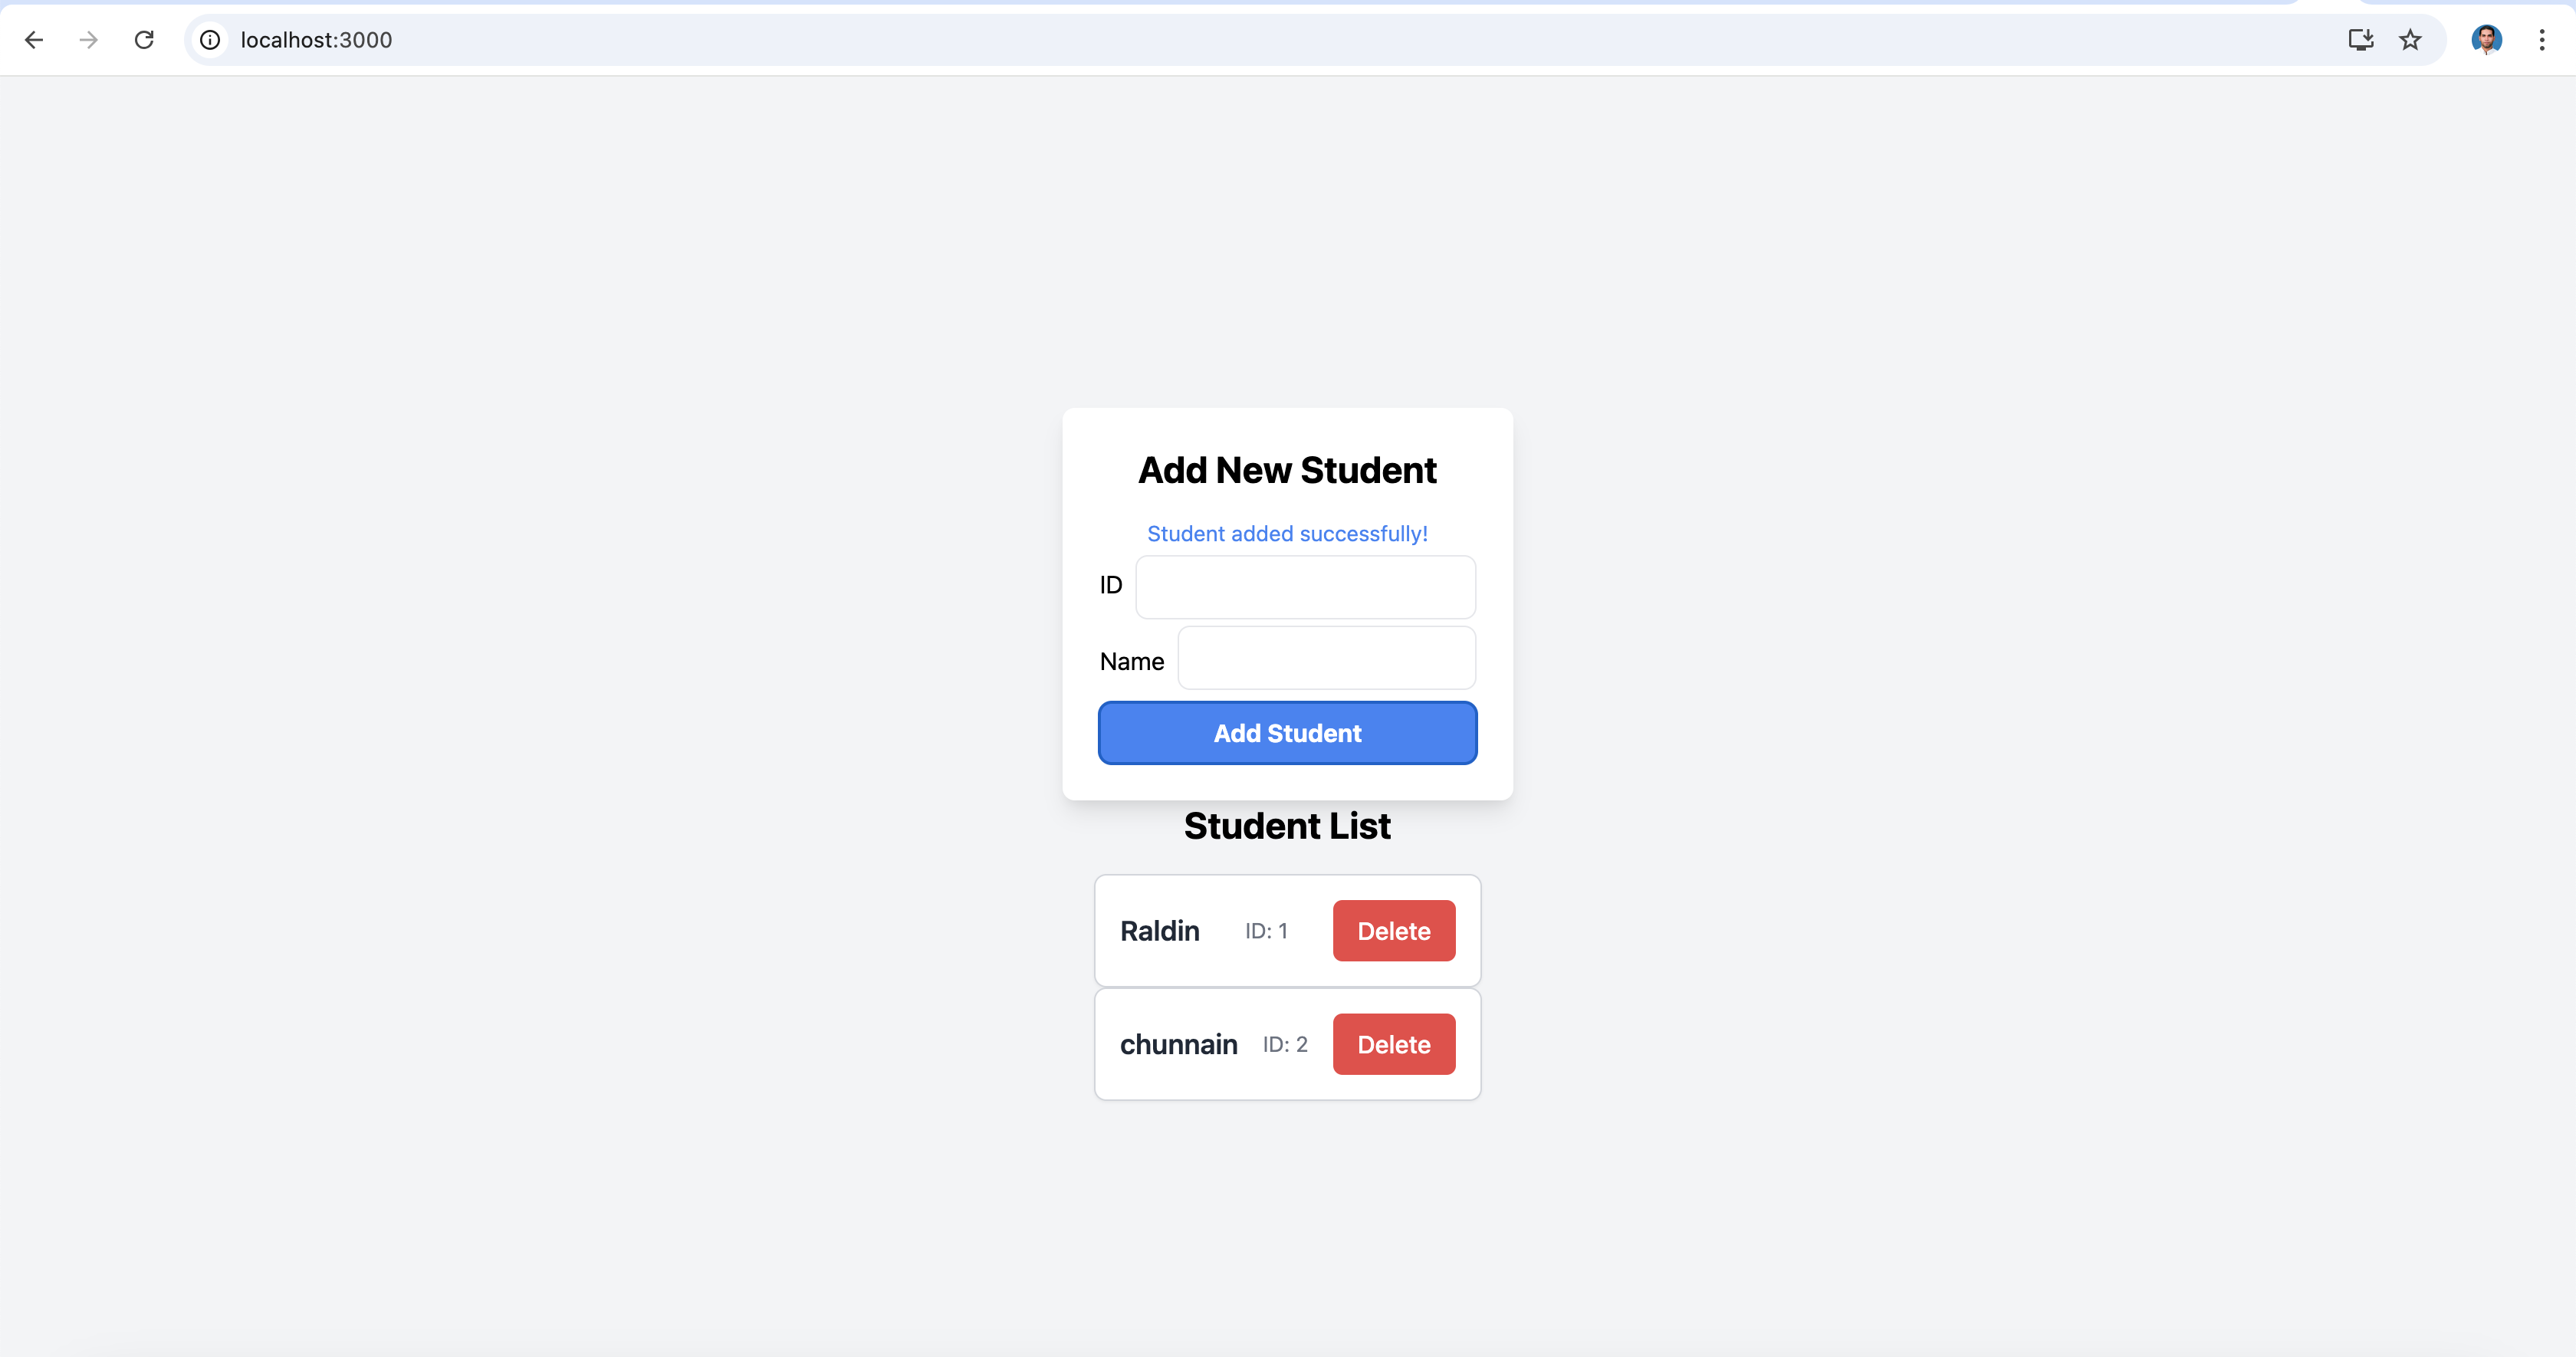 localhost:3000
Add New Student
Student added successfully!
ID
Name
Add Student
Student List
Raldin ID: 1 Delete
chunnain ID: 2 Delete